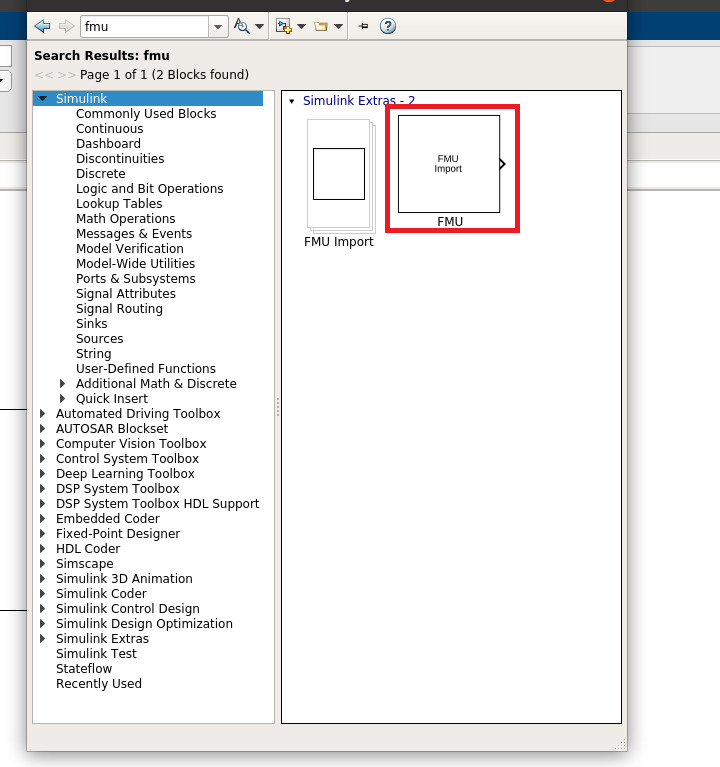 fmu
Search Results: fmu
<< >> Page 1 of 1 (2 Blocks found)
Simulink
Commonly Used Blocks
Continuous
Dashboard
Discontinuities
Discrete
Logic and Bit Operations
Lookup Tables
Math Operations
Messages & Events
Model Verification
Model-Wide Utilities
Ports & Subsystems
Signal Attributes
Signal Routing
Sinks
Sources
String
User-Defined Functions
Additional Math & Discrete
Quick Insert
Automated Driving Toolbox
AUTOSAR Blockset
Computer Vision Toolbox
Control System Toolbox
Deep Learning Toolbox
DSP System Toolbox
DSP System Toolbox HDL Support
Embedded Coder
Fixed-Point Designer
HDL Coder
Simscape
Simulink 3D Animation
Simulink Coder
Simulink Control Design
Simulink Design Optimization
Simulink Extras
Simulink Test
Stateflow
Recently Used
Simulink Extras - 2
FMU Import
FMU
Import
FMU